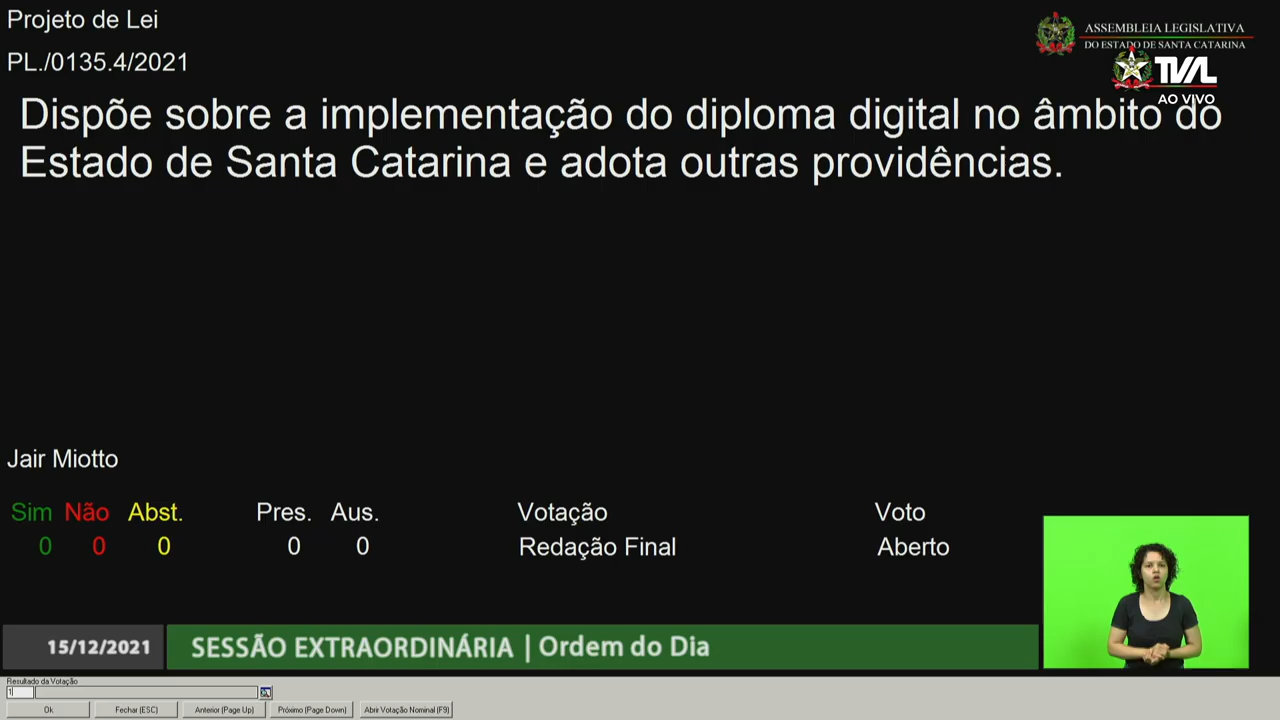 Projeto de Lei
PL./0135.4/2021
ASSEMBLEIA LEGISLATIVA
DO ESTADO DE SANTA CATARINA
TVAL
AO VIVO
Dispõe sobre a implementação do diploma digital no âmbito do
Estado de Santa Catarina e adota outras providências.
Jair Miotto
Sim Não Abst. Pres. Aus. Votação Voto
0 0 0 0 0 Redação Final Aberto
15/12/2021 SESSÃO EXTRAORDINÁRIA | Ordem do Dia
Resultado da Votação
1
Ok Fechar (ESC) Anterior (Page Up) Próximo (Page Down) Abrir Votação Nominal (F9)